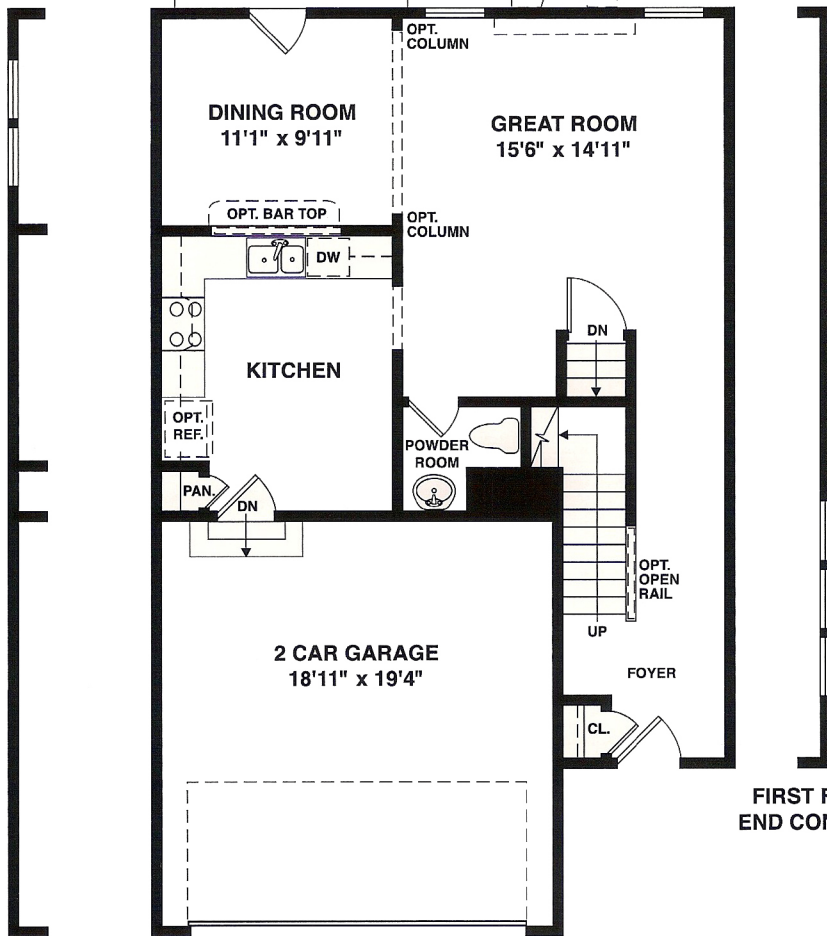 OPT.
COLUMN
DINING ROOM
11'1" x 9'11"
GREAT ROOM
15'6" x 14'11"
OPT. BAR TOP
OPT.
COLUMN
DW
DN
KITCHEN
OPT.
REF.
POWDER
ROOM
PAN.
DN
OPT.
OPEN
RAIL
UP
2 CAR GARAGE
18'11" x 19'4"
FOYER
CL.
FIRST F
END CON